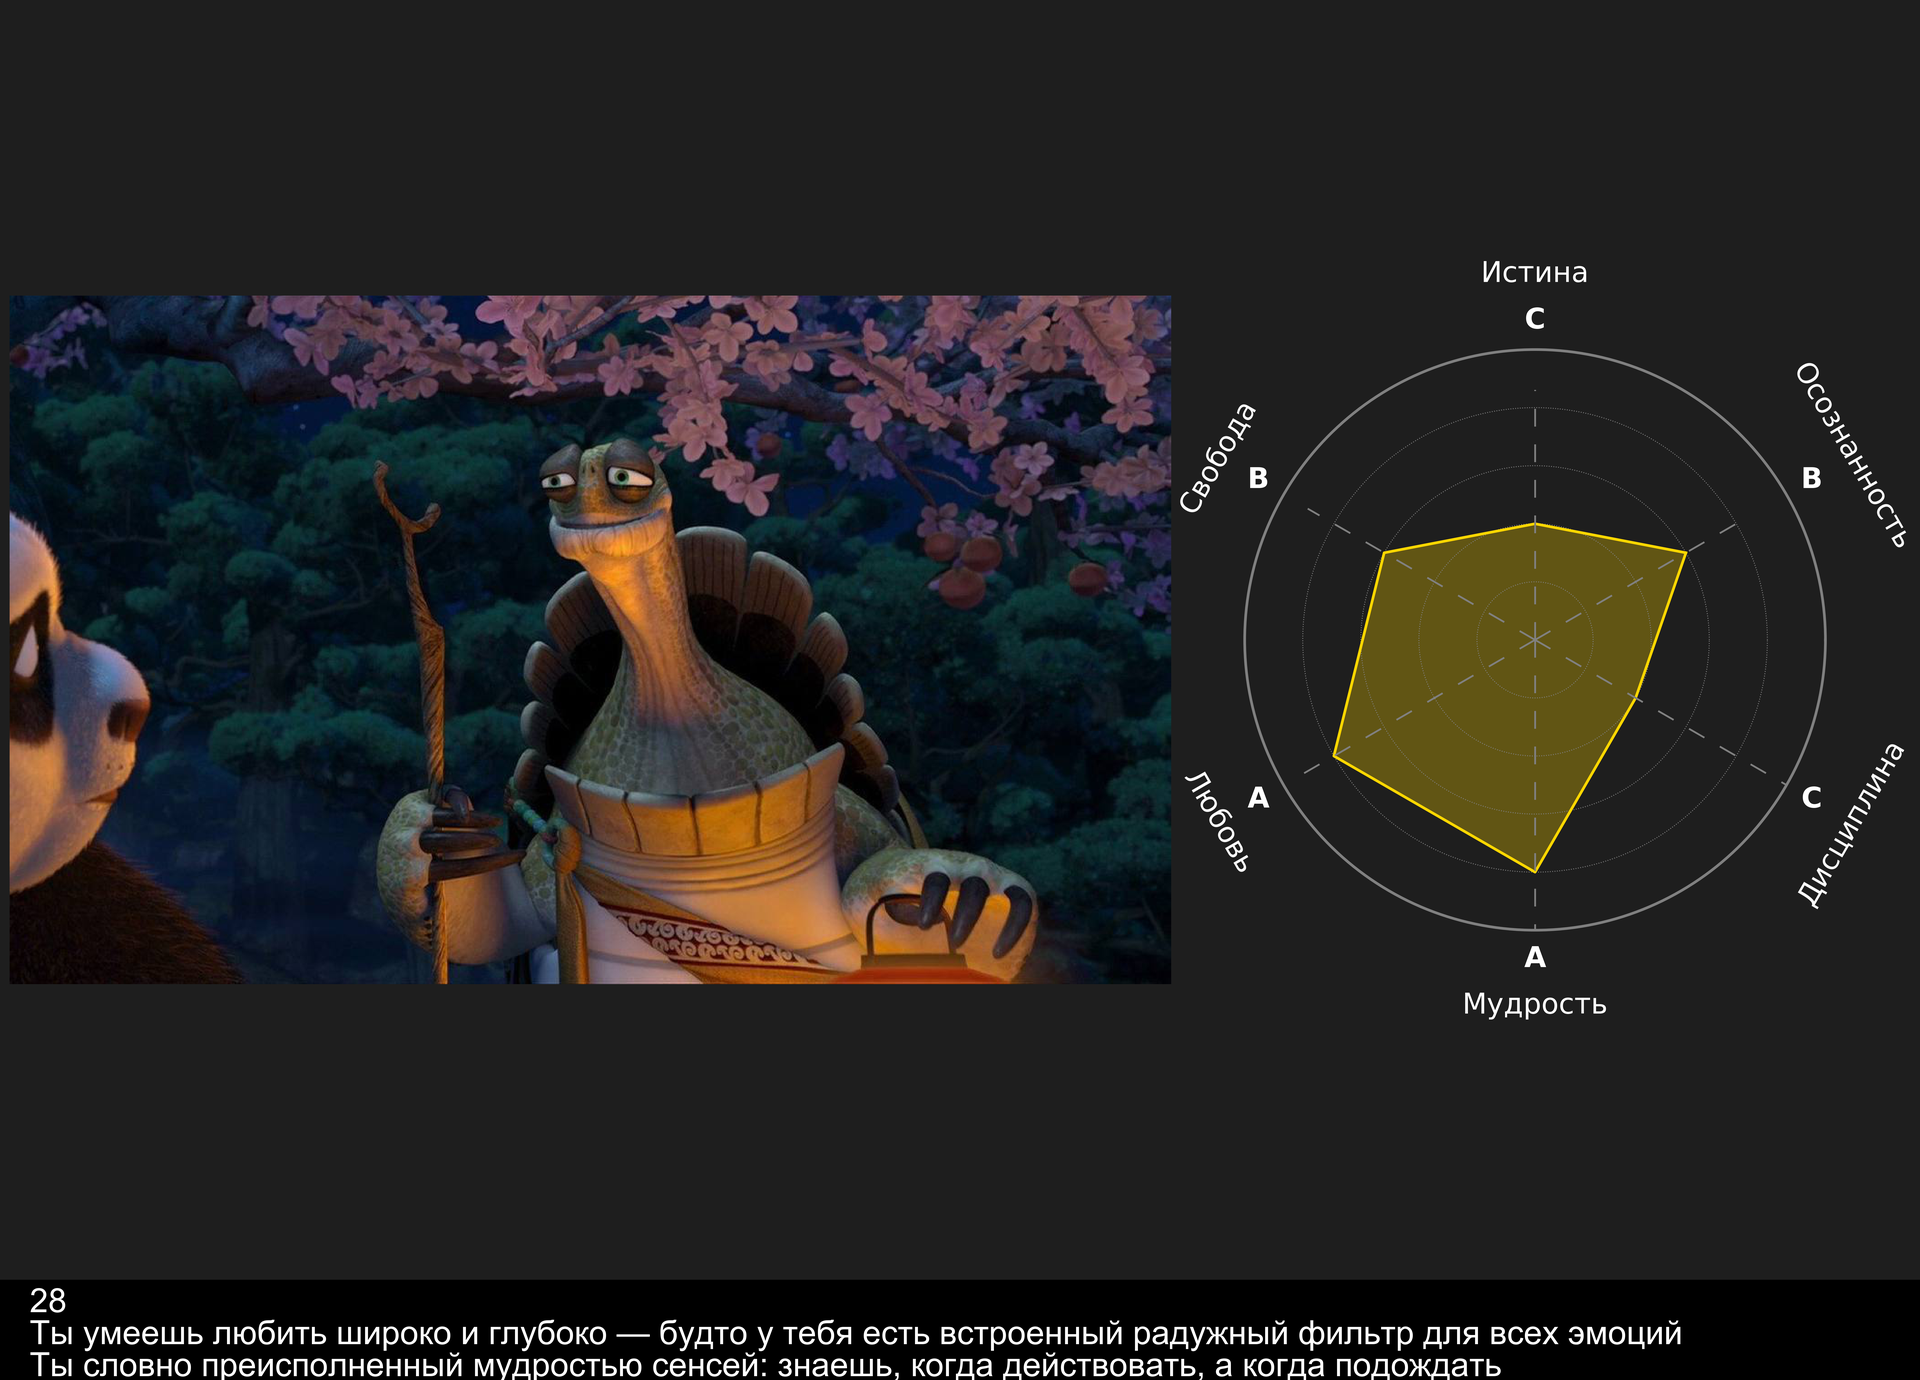 Истина
C
Осознанность
B
Свобода
B
Любовь
A
Дисциплина
C
A
Мудрость
28
Ты умеешь любить широко и глубоко — будто у тебя есть встроенный радужный фильтр для всех эмоций
Ты словно преисполненный мудростью сенсей: знаешь, когда действовать, а когда подождать